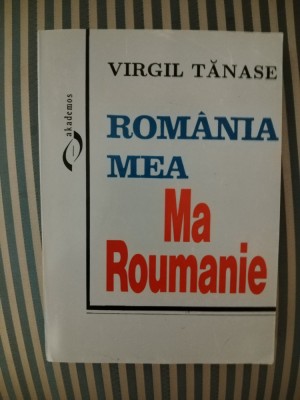 VIRGIL TĂNASE
akademos
ROMÂNIA
MEA
Ma
Roumanie